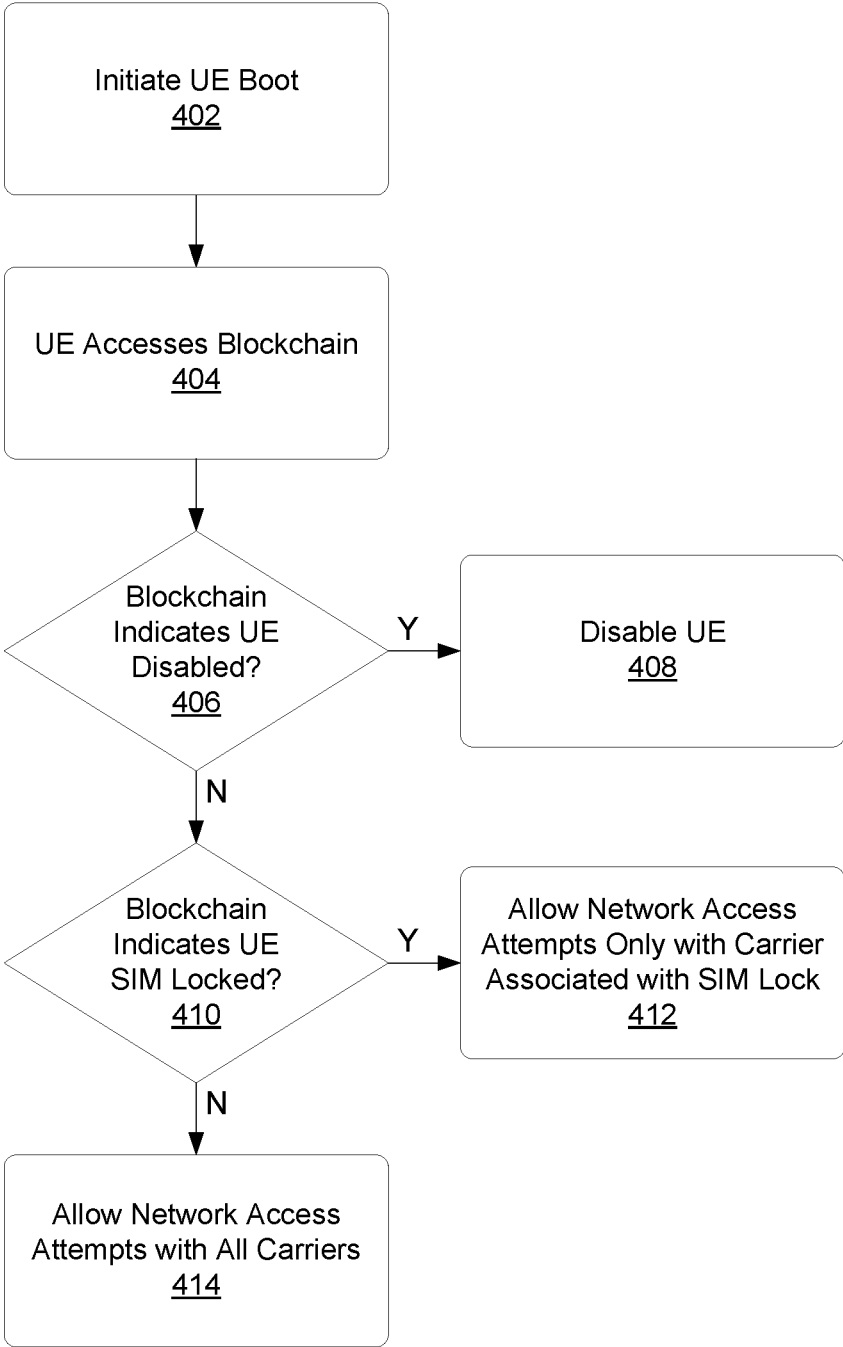 Initiate UE Boot
402
UE Accesses Blockchain
404
Blockchain
Indicates UE
Disabled?
406
Y
Disable UE
408
N
Blockchain
Indicates UE
SIM Locked?
410
Y
Allow Network Access
Attempts Only with Carrier
Associated with SIM Lock
412
N
Allow Network Access
Attempts with All Carriers
414